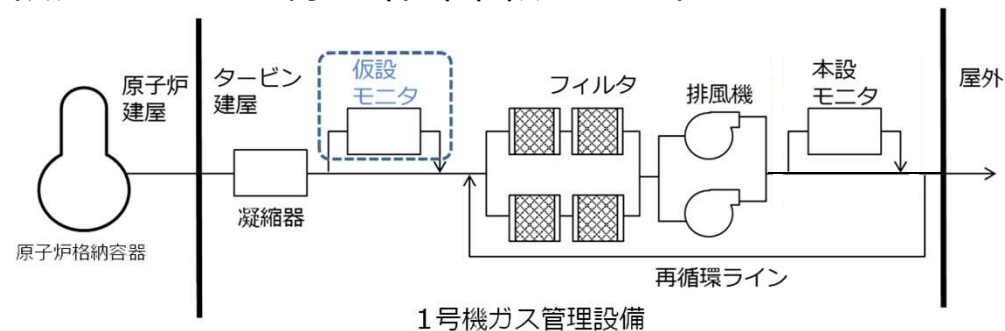 原子炉
建屋
タービン
建屋
仮設
モニタ
フィルタ
排風機
本設
モニタ
屋外
凝縮器
原子炉格納容器
再循環ライン
1号機ガス管理設備